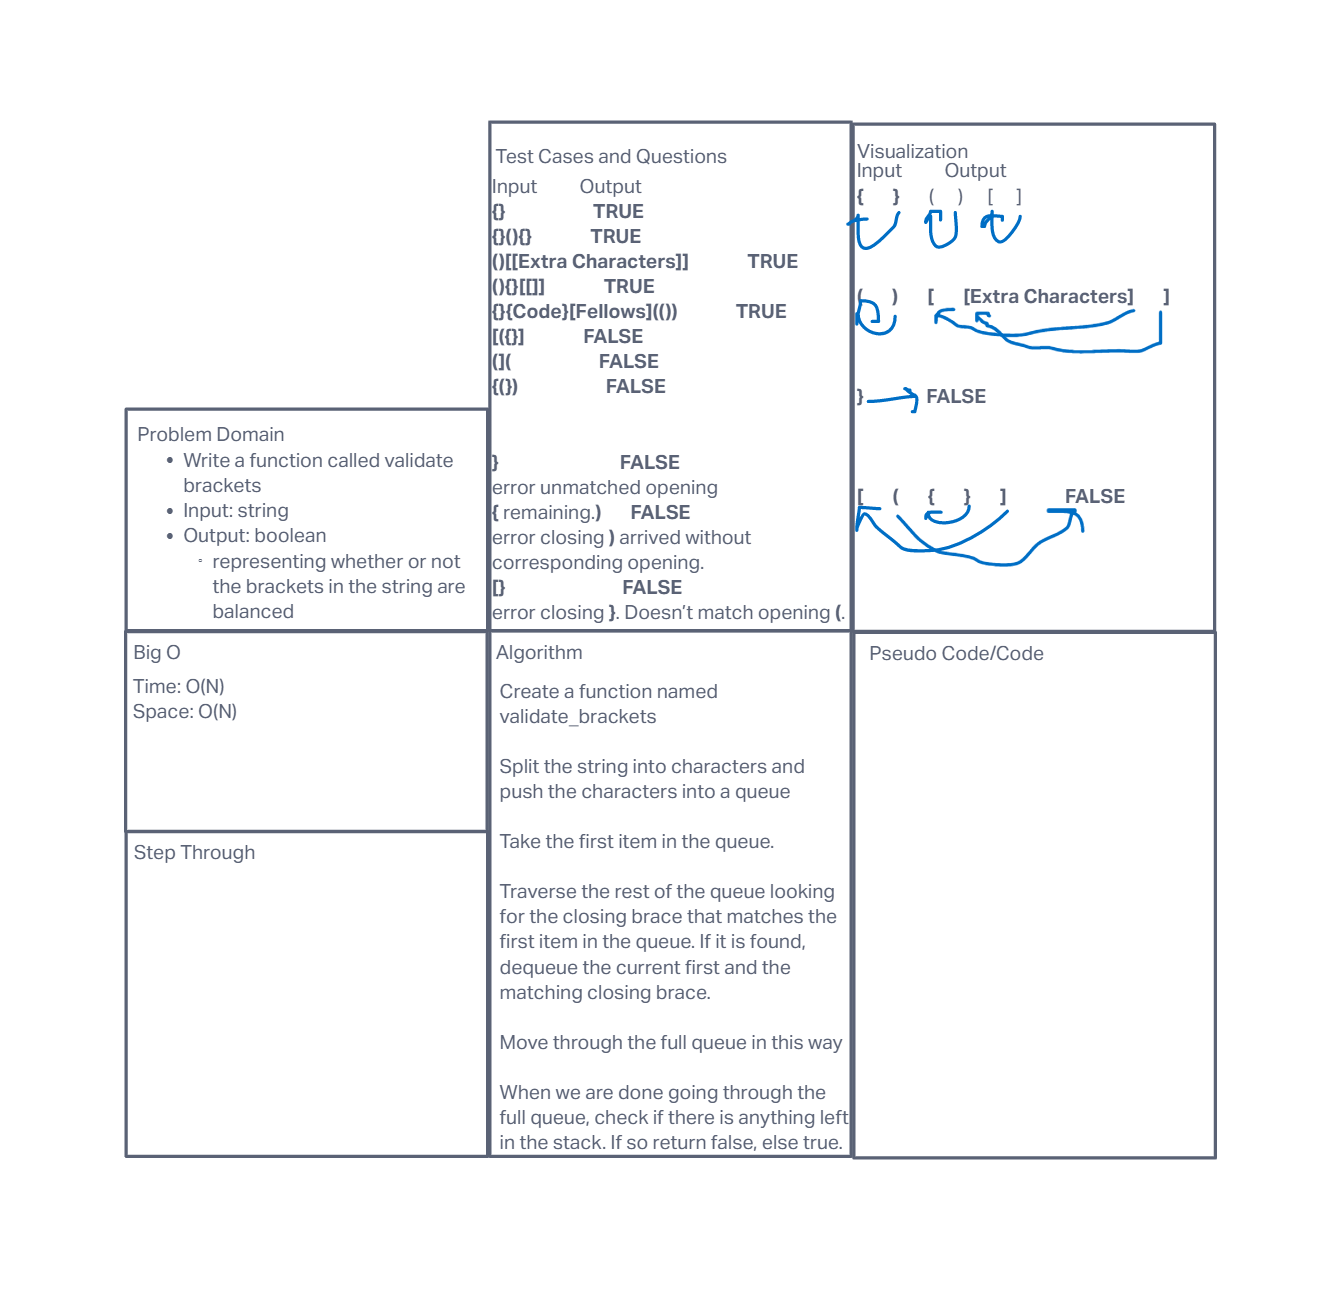 Test Cases and Questions
Input Output
{} TRUE
{}(){} TRUE
()[[Extra Characters]] TRUE
(){}[[]] TRUE
{}{Code}[Fellows](()) TRUE
[({}] FALSE
(]( FALSE
{(}) FALSE
} FALSE
error unmatched opening
{ remaining.) FALSE
error closing ) arrived without
corresponding opening.
[} FALSE
error closing }. Doesn't match opening (.
Visualization
Input Output
{ } ( ) [ ]
( ) [ [Extra Characters] ]
} FALSE
[ ( { } ] FALSE
Problem Domain
• Write a function called validate
brackets
• Input: string
• Output: boolean
◦ representing whether or not
the brackets in the string are
balanced
Big O
Time: O(N)
Space: O(N)
Step Through
Algorithm
Create a function named
validate_brackets
Split the string into characters and
push the characters into a queue
Take the first item in the queue.
Traverse the rest of the queue looking
for the closing brace that matches the
first item in the queue. If it is found,
dequeue the current first and the
matching closing brace.
Move through the full queue in this way
When we are done going through the
full queue, check if there is anything left
in the stack. If so return false, else true.
Pseudo Code/Code